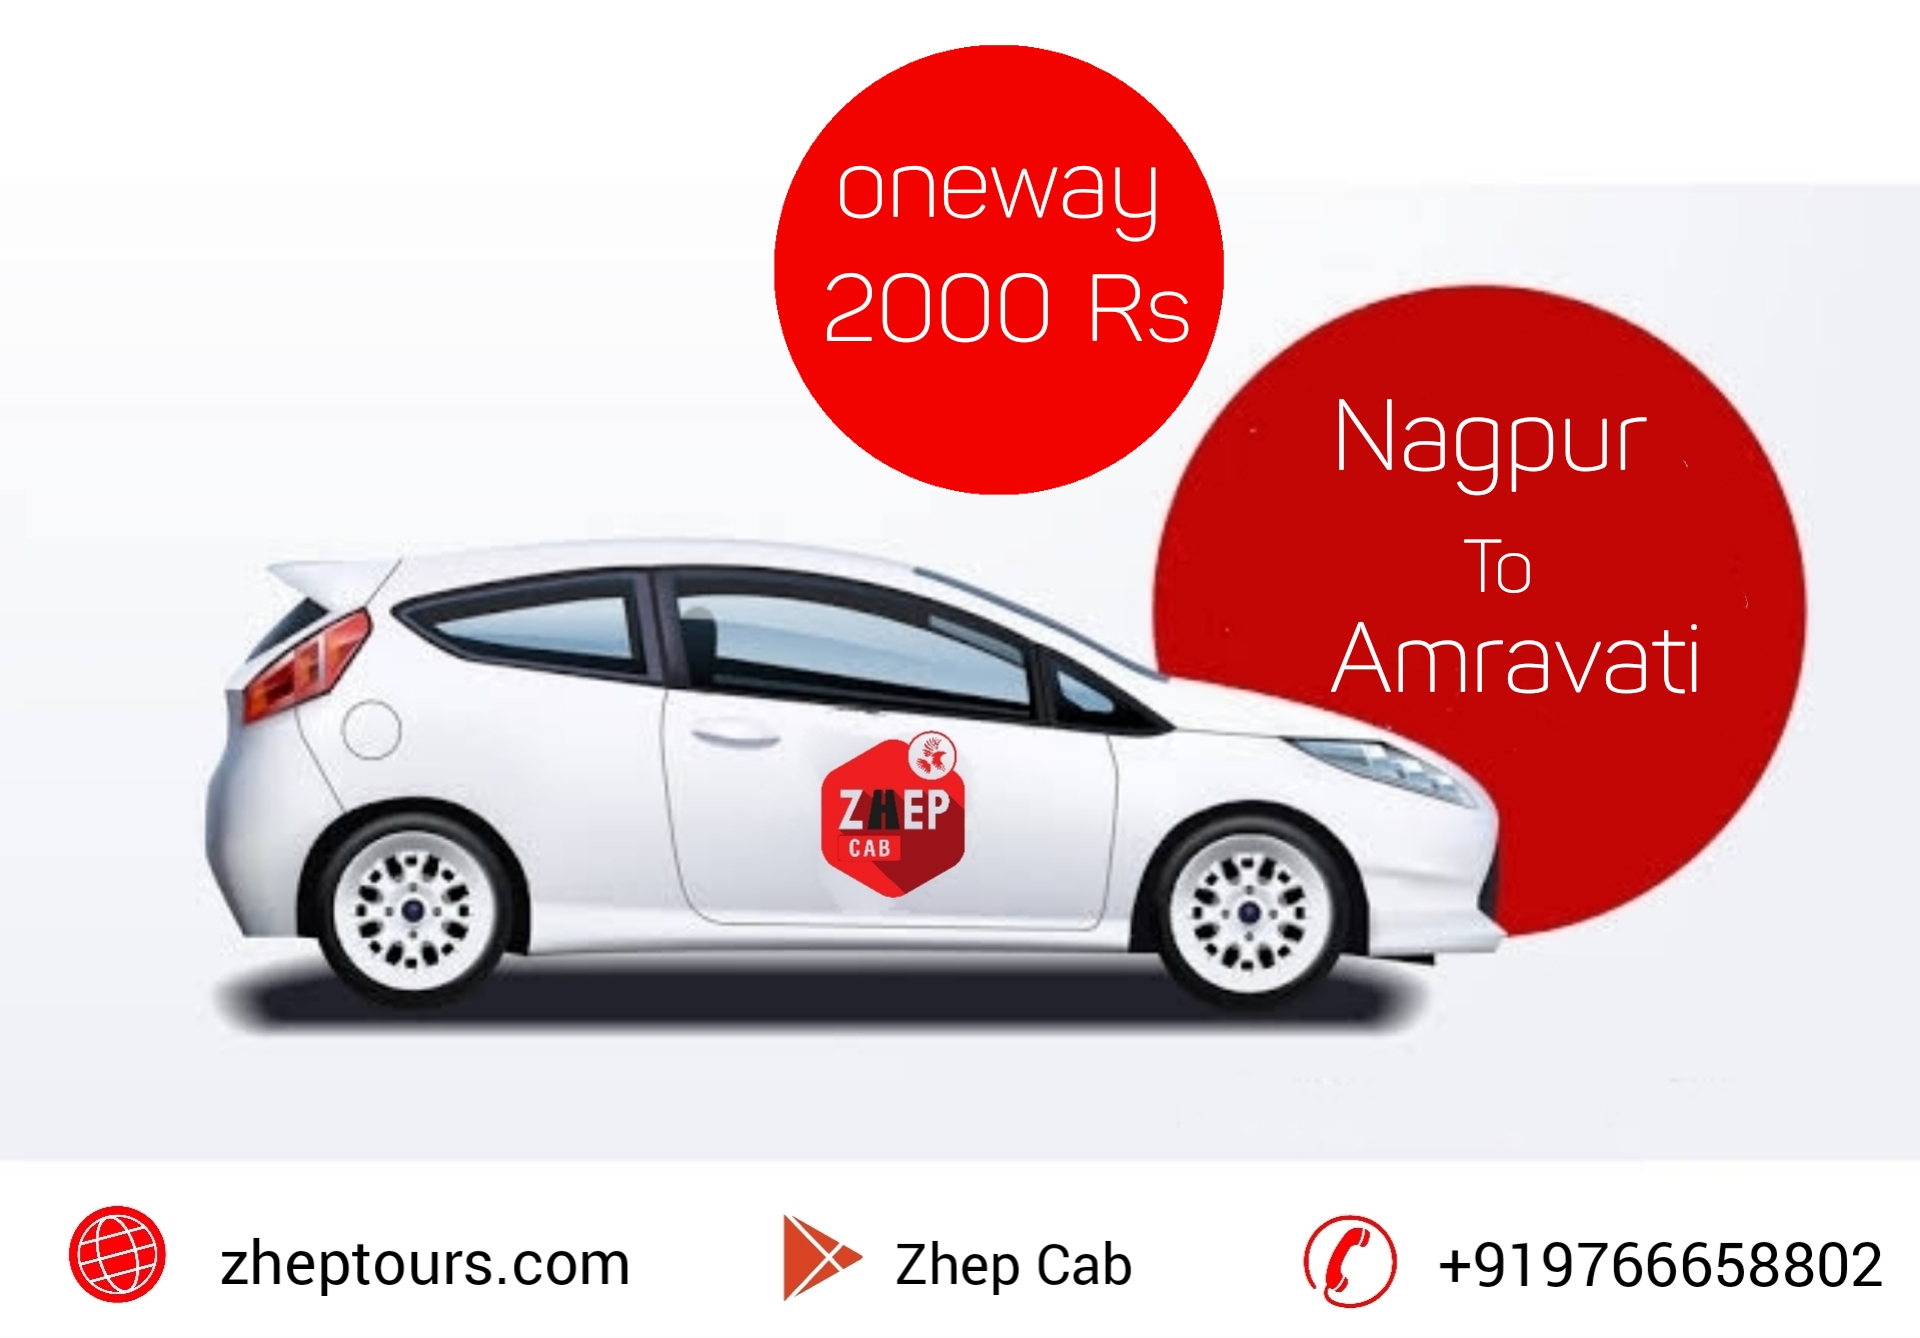 oneway
2000 Rs
Nagpur
To
Amravati
ZHEP
CAB
zheptours.com
Zhep Cab
+919766658802